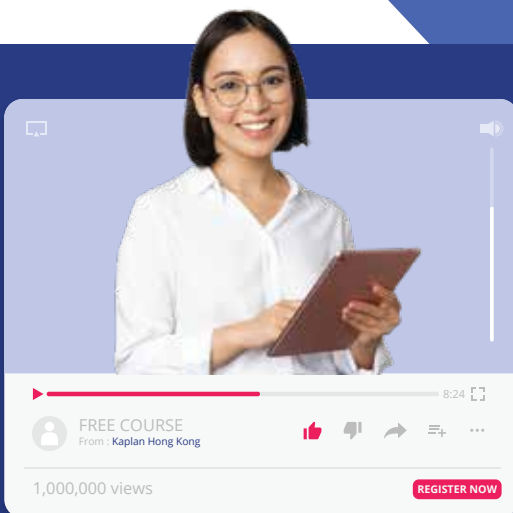 8:24
FREE COURSE
From : Kaplan Hong Kong
1,000,000 views
REGISTER NOW